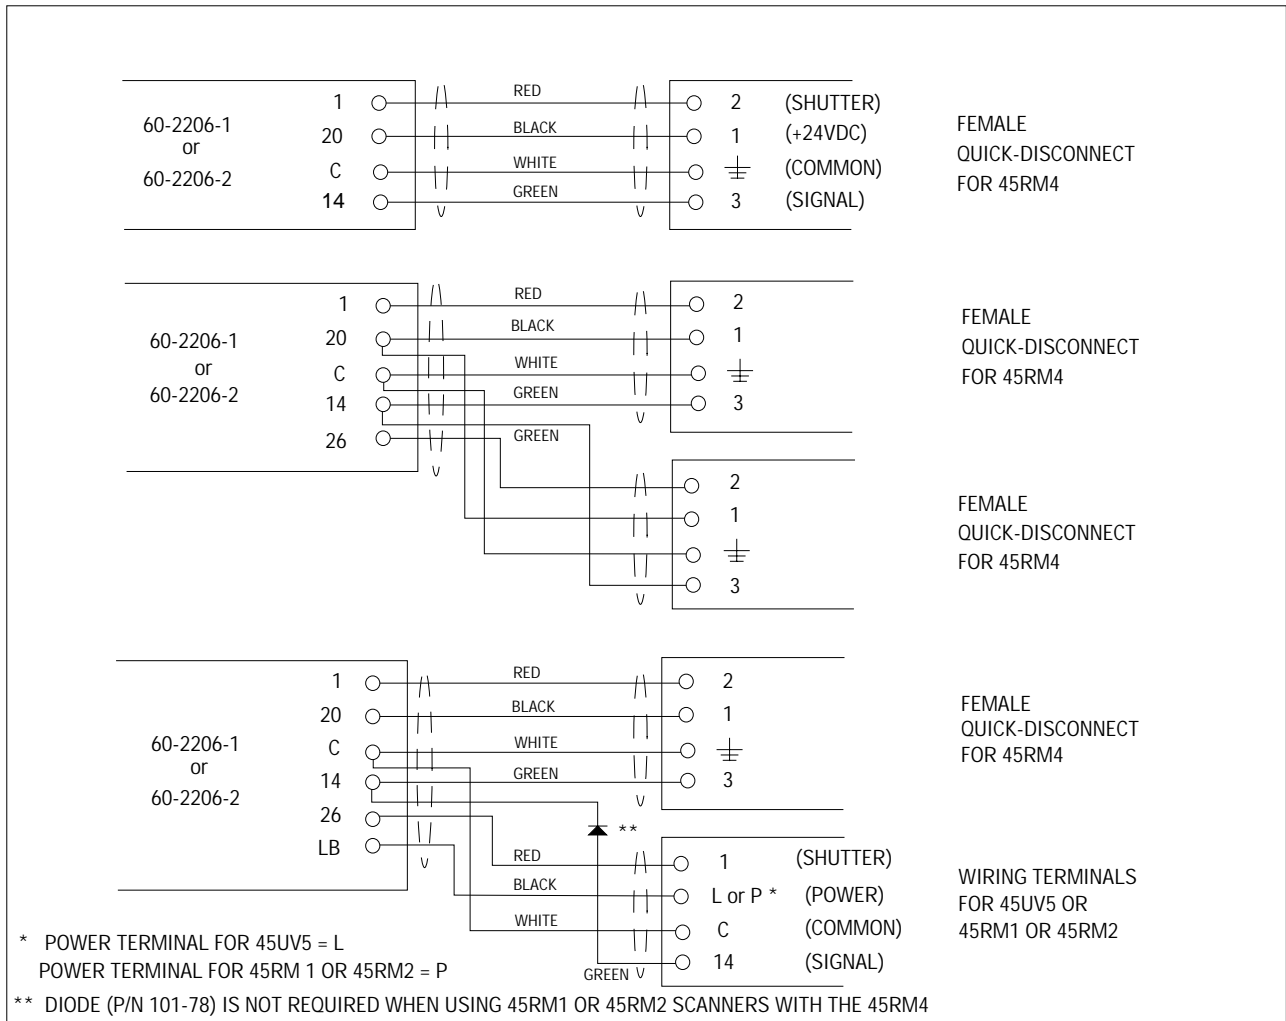 1 RED 2 (SHUTTER)
60-2206-1 20 BLACK 1 (+24VDC) FEMALE
or QUICK-DISCONNECT
C WHITE (COMMON)
60-2206-2 FOR 45RM4
14 GREEN 3 (SIGNAL)
1 RED 2
20 BLACK 1 FEMALE
60-2206-1 QUICK-DISCONNECT
or C WHITE FOR 45RM4
60-2206-2 14 GREEN 3
26 GREEN
2
1 FEMALE
QUICK-DISCONNECT
FOR 45RM4
3
1 RED 2
20 BLACK 1 FEMALE
60-2206-1 C WHITE QUICK-DISCONNECT
or FOR 45RM4
14 GREEN 3
60-2206-2
26 **
LB RED 1 (SHUTTER)
BLACK L or P * (POWER) WIRING TERMINALS
FOR 45UV5 OR
WHITE C (COMMON) 45RM1 OR 45RM2
GREEN 14 (SIGNAL)
* POWER TERMINAL FOR 45UV5 = L
POWER TERMINAL FOR 45RM 1 OR 45RM2 = P
** DIODE (P/N 101-78) IS NOT REQUIRED WHEN USING 45RM1 OR 45RM2 SCANNERS WITH THE 45RM4